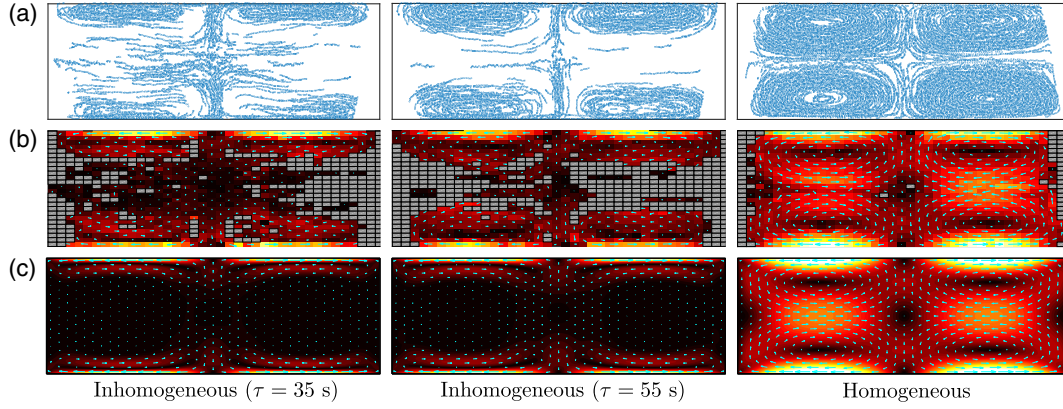 (a)
(b)
(c)
Inhomogeneous (τ = 35 s)
Inhomogeneous (τ = 55 s)
Homogeneous